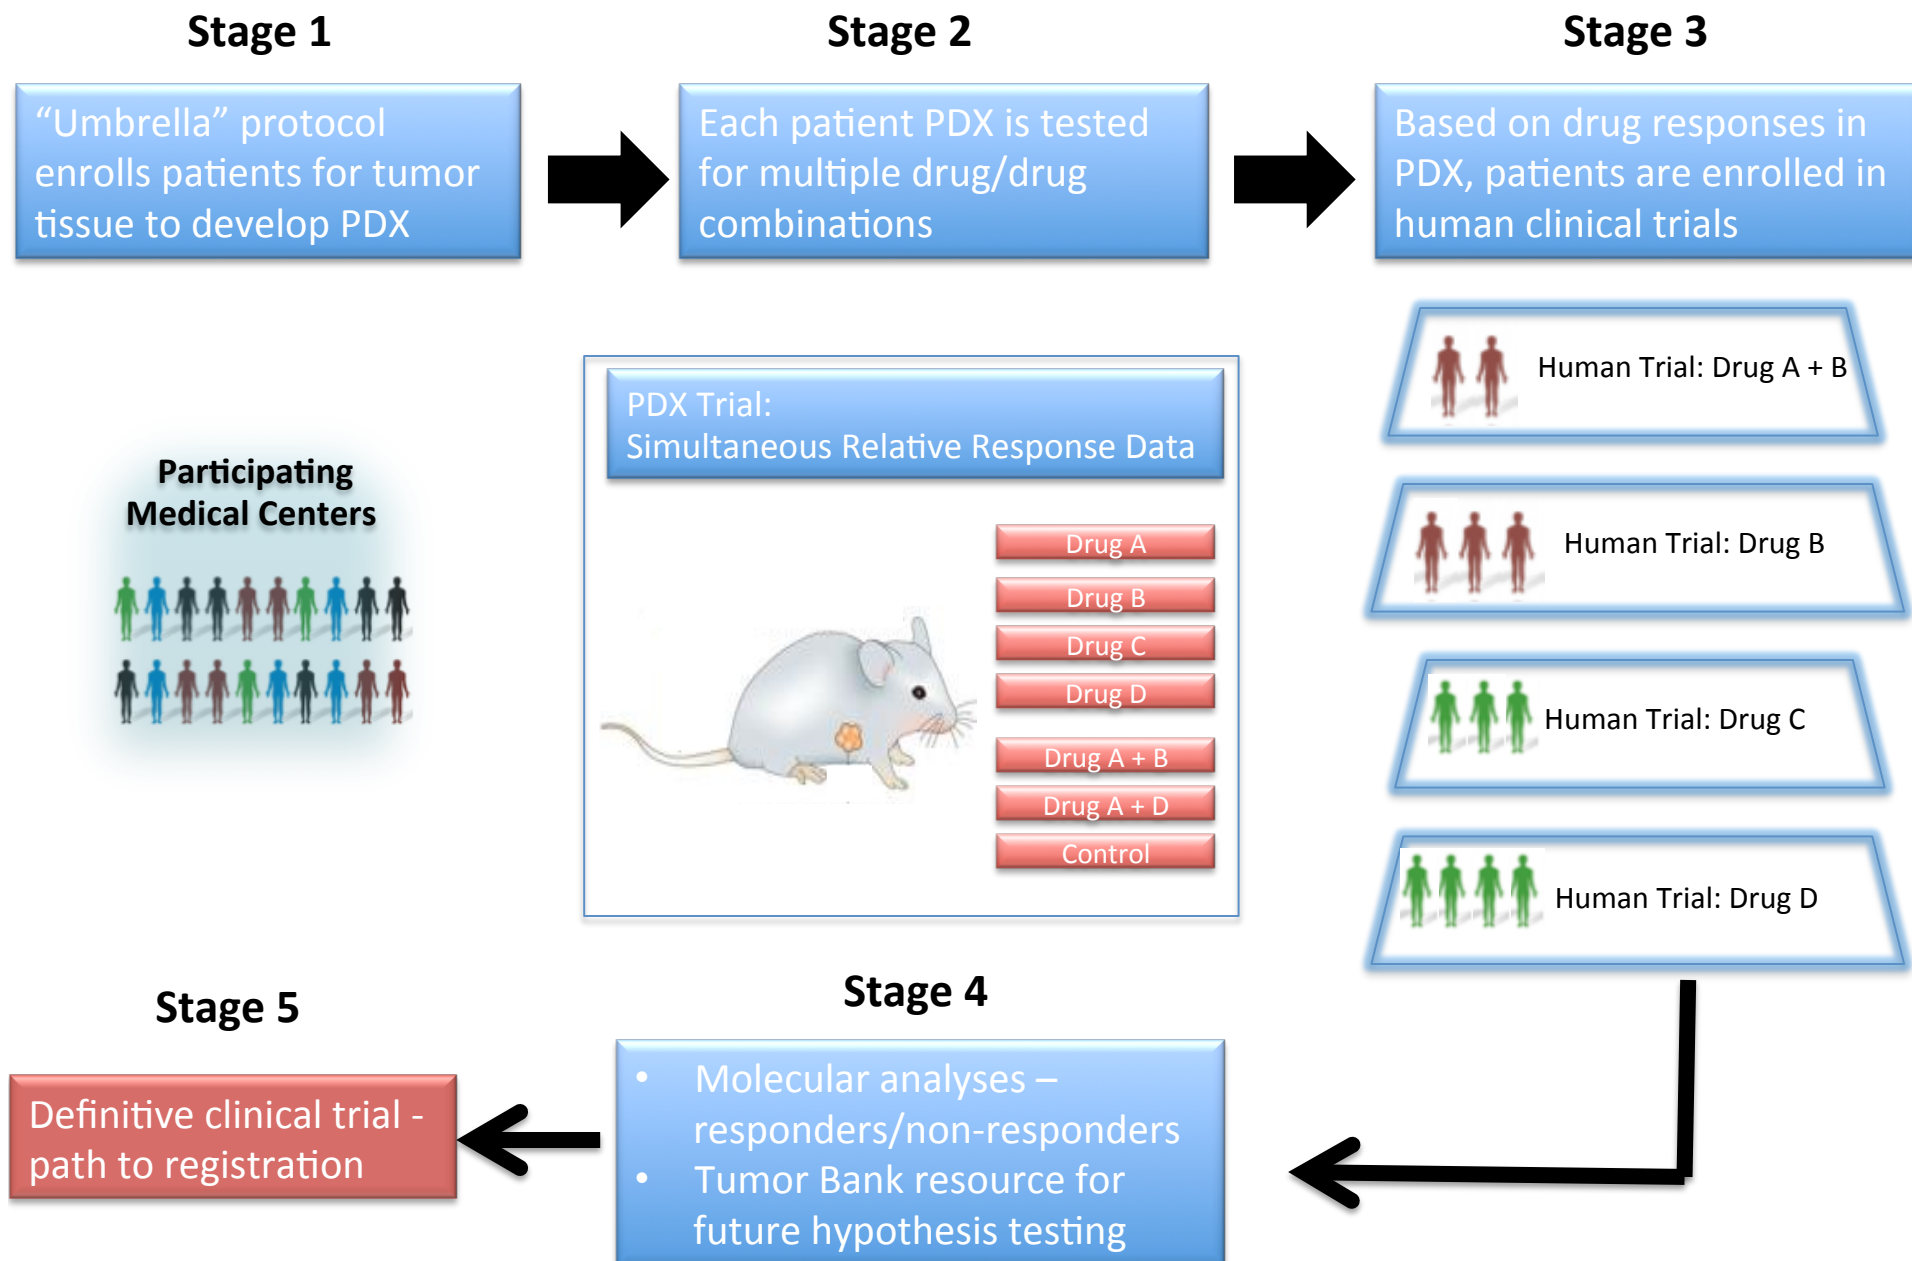 Stage 1
Stage 2
Stage 3
“Umbrella” protocol
enrolls patients for tumor
tissue to develop PDX
Each patient PDX is tested
for multiple drug/drug
combinations
Based on drug responses in
PDX, patients are enrolled in
human clinical trials
Participating
Medical Centers
PDX Trial:
Simultaneous Relative Response Data
Drug A
Drug B
Drug C
Drug D
Drug A + B
Drug A + D
Control
Human Trial: Drug A + B
Human Trial: Drug B
Human Trial: Drug C
Human Trial: Drug D
Stage 4
• Molecular analyses –
responders/non-responders
• Tumor Bank resource for
future hypothesis testing
Stage 5
Definitive clinical trial -
path to registration